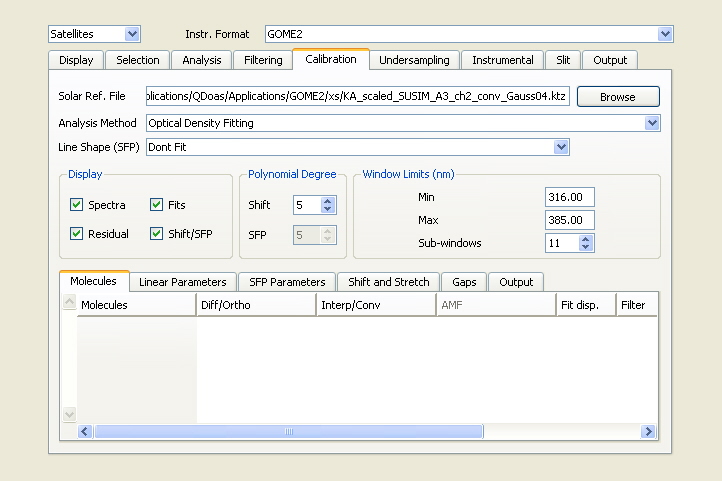 Satellites Instr. Format GOME2
Display Selection Analysis Filtering Calibration Undersampling Instrumental Slit Output
Solar Ref. File plications/QDoas/Applications/GOME2/xs/KA_scaled_SUSIM_A3_ch2_conv_Gauss04.ktz Browse
Analysis Method Optical Density Fitting
Line Shape (SFP) Dont Fit
Display Polynomial Degree Window Limits (nm)
Spectra Fits Shift 5 Min 316.00
Max 385.00
Residual Shift/SFP SFP 5 Sub-windows 11
Molecules Linear Parameters SFP Parameters Shift and Stretch Gaps Output
Molecules Diff/Ortho Interp/Conv AMF Fit disp. Filter